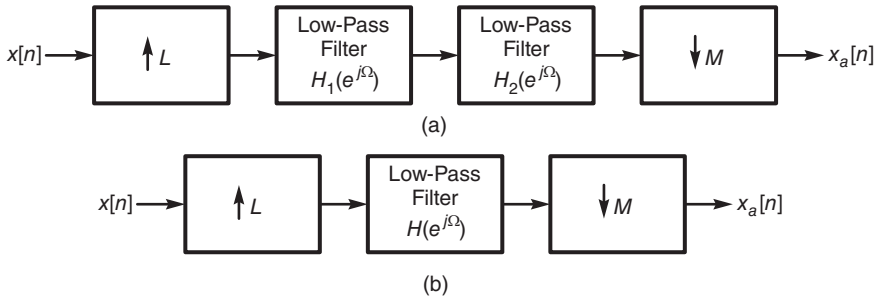 x[n]
↑ L
Low-Pass
Filter
H₁(e^{jΩ})
Low-Pass
Filter
H₂(e^{jΩ})
↓ M
xₐ[n]
(a)
x[n]
↑ L
Low-Pass
Filter
H(e^{jΩ})
↓ M
xₐ[n]
(b)